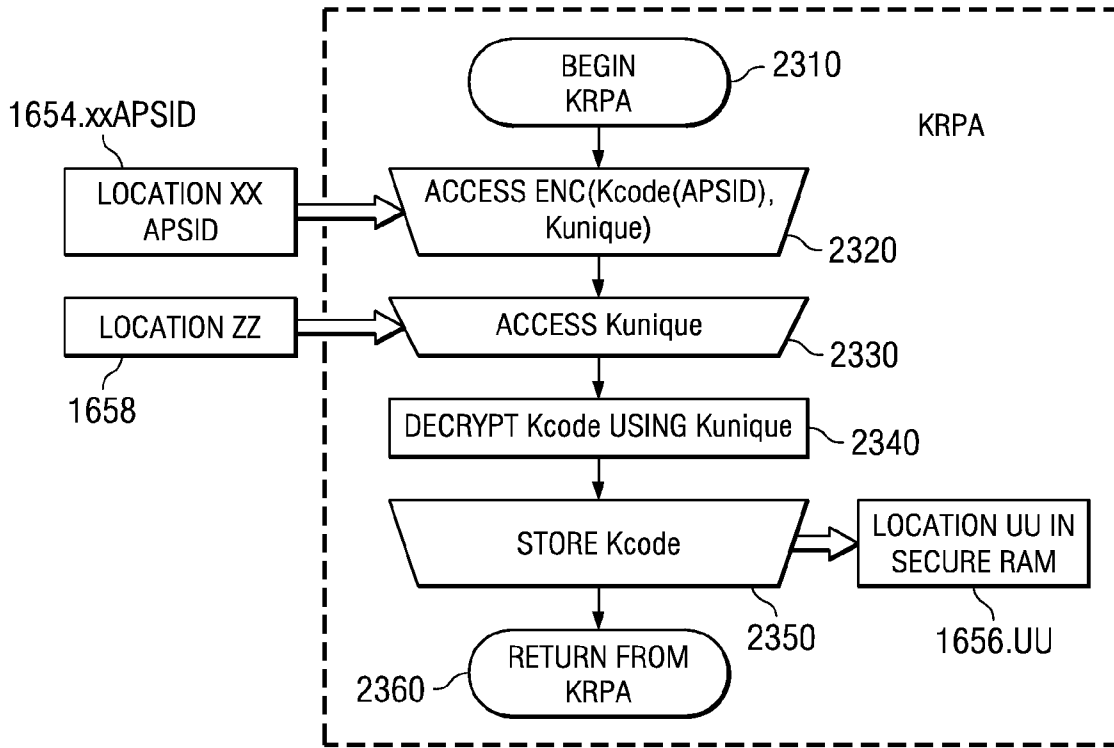 BEGIN
KRPA
2310
KRPA
1654.xxAPSID
LOCATION XX
APSID
ACCESS ENC(Kcode(APSID),
Kunique)
2320
LOCATION ZZ
1658
ACCESS Kunique
2330
DECRYPT Kcode USING Kunique
2340
STORE Kcode
2350
LOCATION UU IN
SECURE RAM
1656.UU
RETURN FROM
KRPA
2360